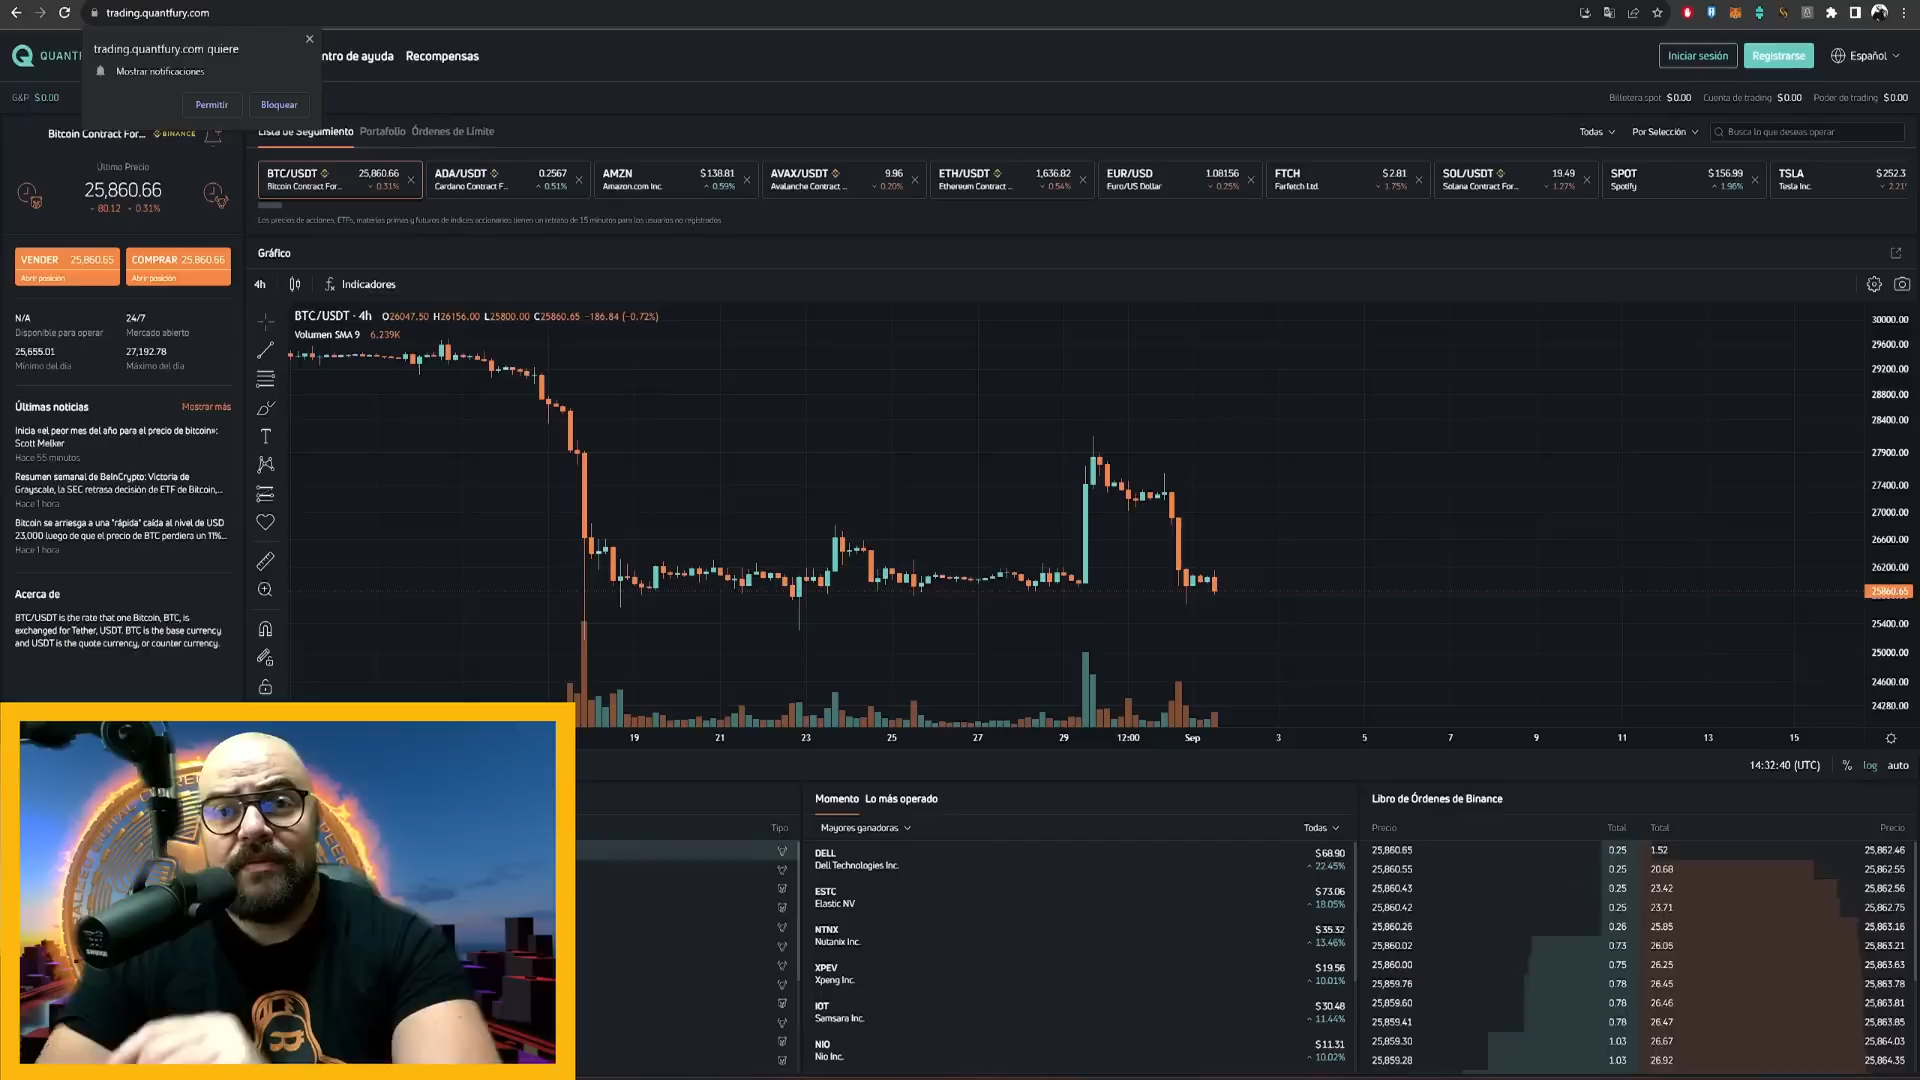 trading.quantfury.com
trading.quantfury.com quiere
Mostrar notificaciones
Permitir
Bloquear
Recompensas
Iniciar sesión
Registrarse
Español
G&P $0.00
Billetera spot $0.00
Cuenta de trading $0.00
Poder de trading $0.00
Bitcoin Contract For...
BINANCE
Último Precio
25,860.66
80.12
0.31%
VENDER 25,860.65
Abrir posición
COMPRAR 25,860.66
Abrir posición
N/A
Disponible para operar
24/7
Mercado abierto
25,655.01
Mínimo del día
27,192.78
Máximo del día
Últimas noticias
Mostrar más
Inicia «el peor mes del año para el precio de bitcoin»:
Scott Melker
Hace 55 minutos
Resumen semanal de BeInCrypto: Victoria de
Grayscale, la SEC retrasa decisión de ETF de Bitcoin,...
Hace 1 hora
Bitcoin se arriesga a una "rápida" caída al nivel de USD
23,000 luego de que el precio de BTC perdiera un 11%...
Hace 1 hora
Acerca de
BTC/USDT is the rate that one Bitcoin, BTC, is
exchanged for Tether, USDT. BTC is the base currency
and USDT is the quote currency, or counter currency.
Lista de Seguimiento
Portafolio
Órdenes de Límite
Todas
Por Selección
Busca lo que deseas operar
BTC/USDT 25,860.66
Bitcoin Contract For... 0.31%
ADA/USDT 0.2567
Cardano Contract F... 0.51%
AMZN $138.81
Amazon.com Inc. 0.59%
AVAX/USDT 9.96
Avalanche Contract ... 0.20%
ETH/USDT 1,636.82
Ethereum Contract ... 0.54%
EUR/USD 1.08156
Euro/US Dollar 0.25%
FTCH $2.81
Farfetch Ltd. 1.75%
SOL/USDT 19.49
Solana Contract For... 1.27%
SPOT $156.99
Spotify 1.96%
TSLA $252.3
Tesla Inc. 2.21
Los precios de acciones, ETFs, materias primas y futuros de índices accionarios tienen un retraso de 15 minutos para los usuarios no registrados
Gráfico
4h
Indicadores
BTC/USDT · 4h O26047.50 H26156.00 L25800.00 C25860.65 −186.84 (−0.72%)
Volumen SMA 9 6.239K
30000.00
29600.00
29200.00
28800.00
28400.00
27900.00
27400.00
27000.00
26600.00
26200.00
25860.65
25400.00
25000.00
24600.00
24280.00
19
21
23
25
27
29
12:00
Sep
3
5
7
9
11
13
15
14:32:40 (UTC)
%
log
auto
Tipo
Momento
Lo más operado
Mayores ganadoras
Todas
DELL $68.90
Dell Technologies Inc. 22.45%
ESTC $73.06
Elastic NV 18.05%
NTNX $35.32
Nutanix Inc. 13.46%
XPEV $19.56
Xpeng Inc. 10.01%
IOT $30.48
Samsara Inc. 11.44%
NIO $11.31
Nio Inc. 10.02%
Libro de Órdenes de Binance
Precio Total Total Precio
25,860.65 0.25 1.52 25,862.46
25,860.55 0.25 20.68 25,862.55
25,860.43 0.25 23.42 25,862.56
25,860.42 0.25 23.71 25,862.75
25,860.26 0.26 25.85 25,863.16
25,860.02 0.73 26.05 25,863.21
25,860.00 0.75 26.25 25,863.63
25,859.76 0.78 26.45 25,863.78
25,859.60 0.78 26.46 25,863.81
25,859.41 0.78 26.47 25,863.85
25,859.30 1.03 26.67 25,864.03
25,859.28 1.03 26.92 25,864.35
SHURE